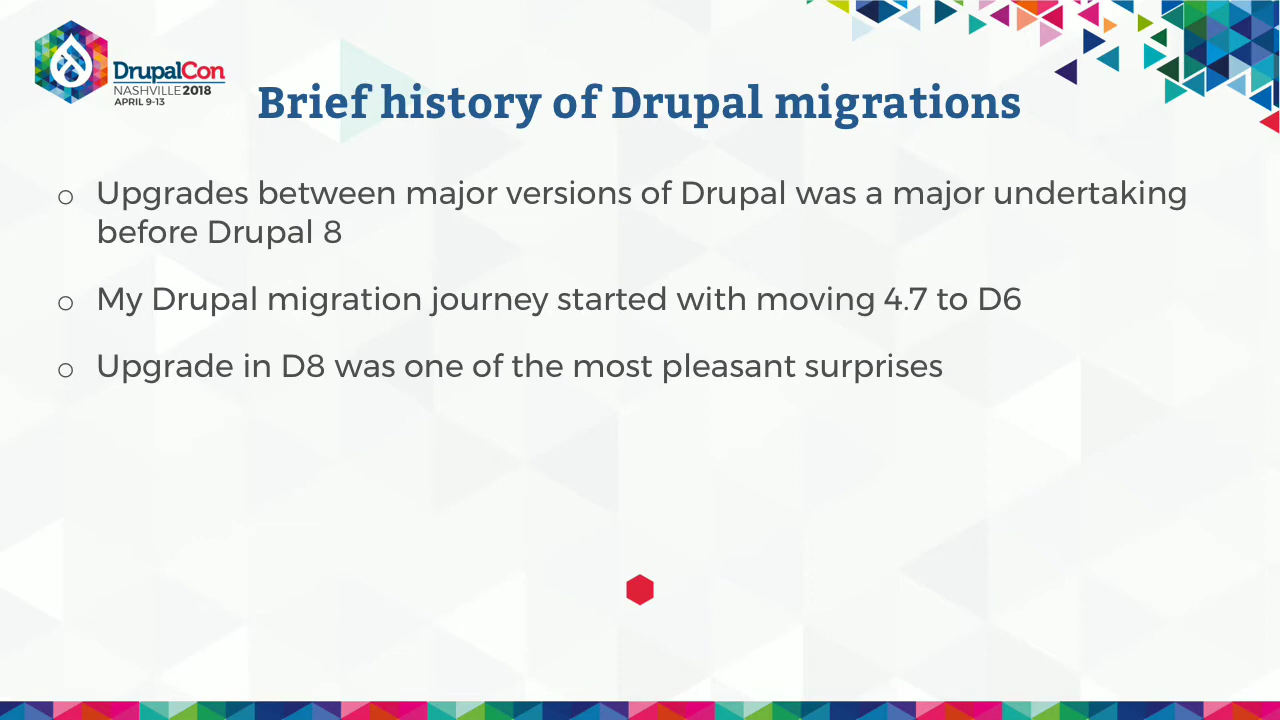 DrupalCon
NASHVILLE 2018
APRIL 9-13
Brief history of Drupal migrations
○ Upgrades between major versions of Drupal was a major undertaking
before Drupal 8
○ My Drupal migration journey started with moving 4.7 to D6
○ Upgrade in D8 was one of the most pleasant surprises